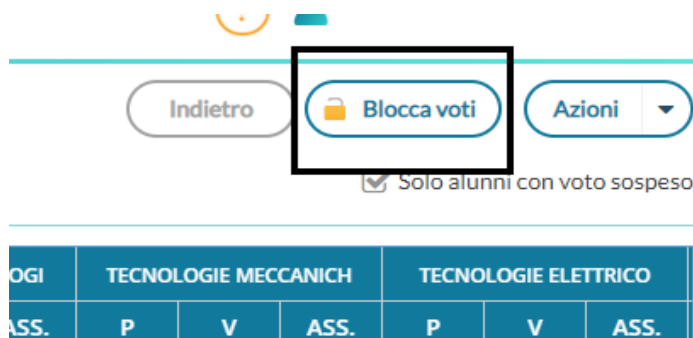 Indietro
Blocca voti
Azioni
Solo alunni con voto sospeso
OGI TECNOLOGIE MECCANICH TECNOLOGIE ELETTRICO
ASS. P V ASS. P V ASS.